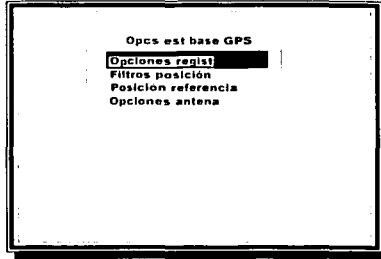 Opcs est base GPS
Opciones regist
Filtros posición
Posición referencia
Opciones antena